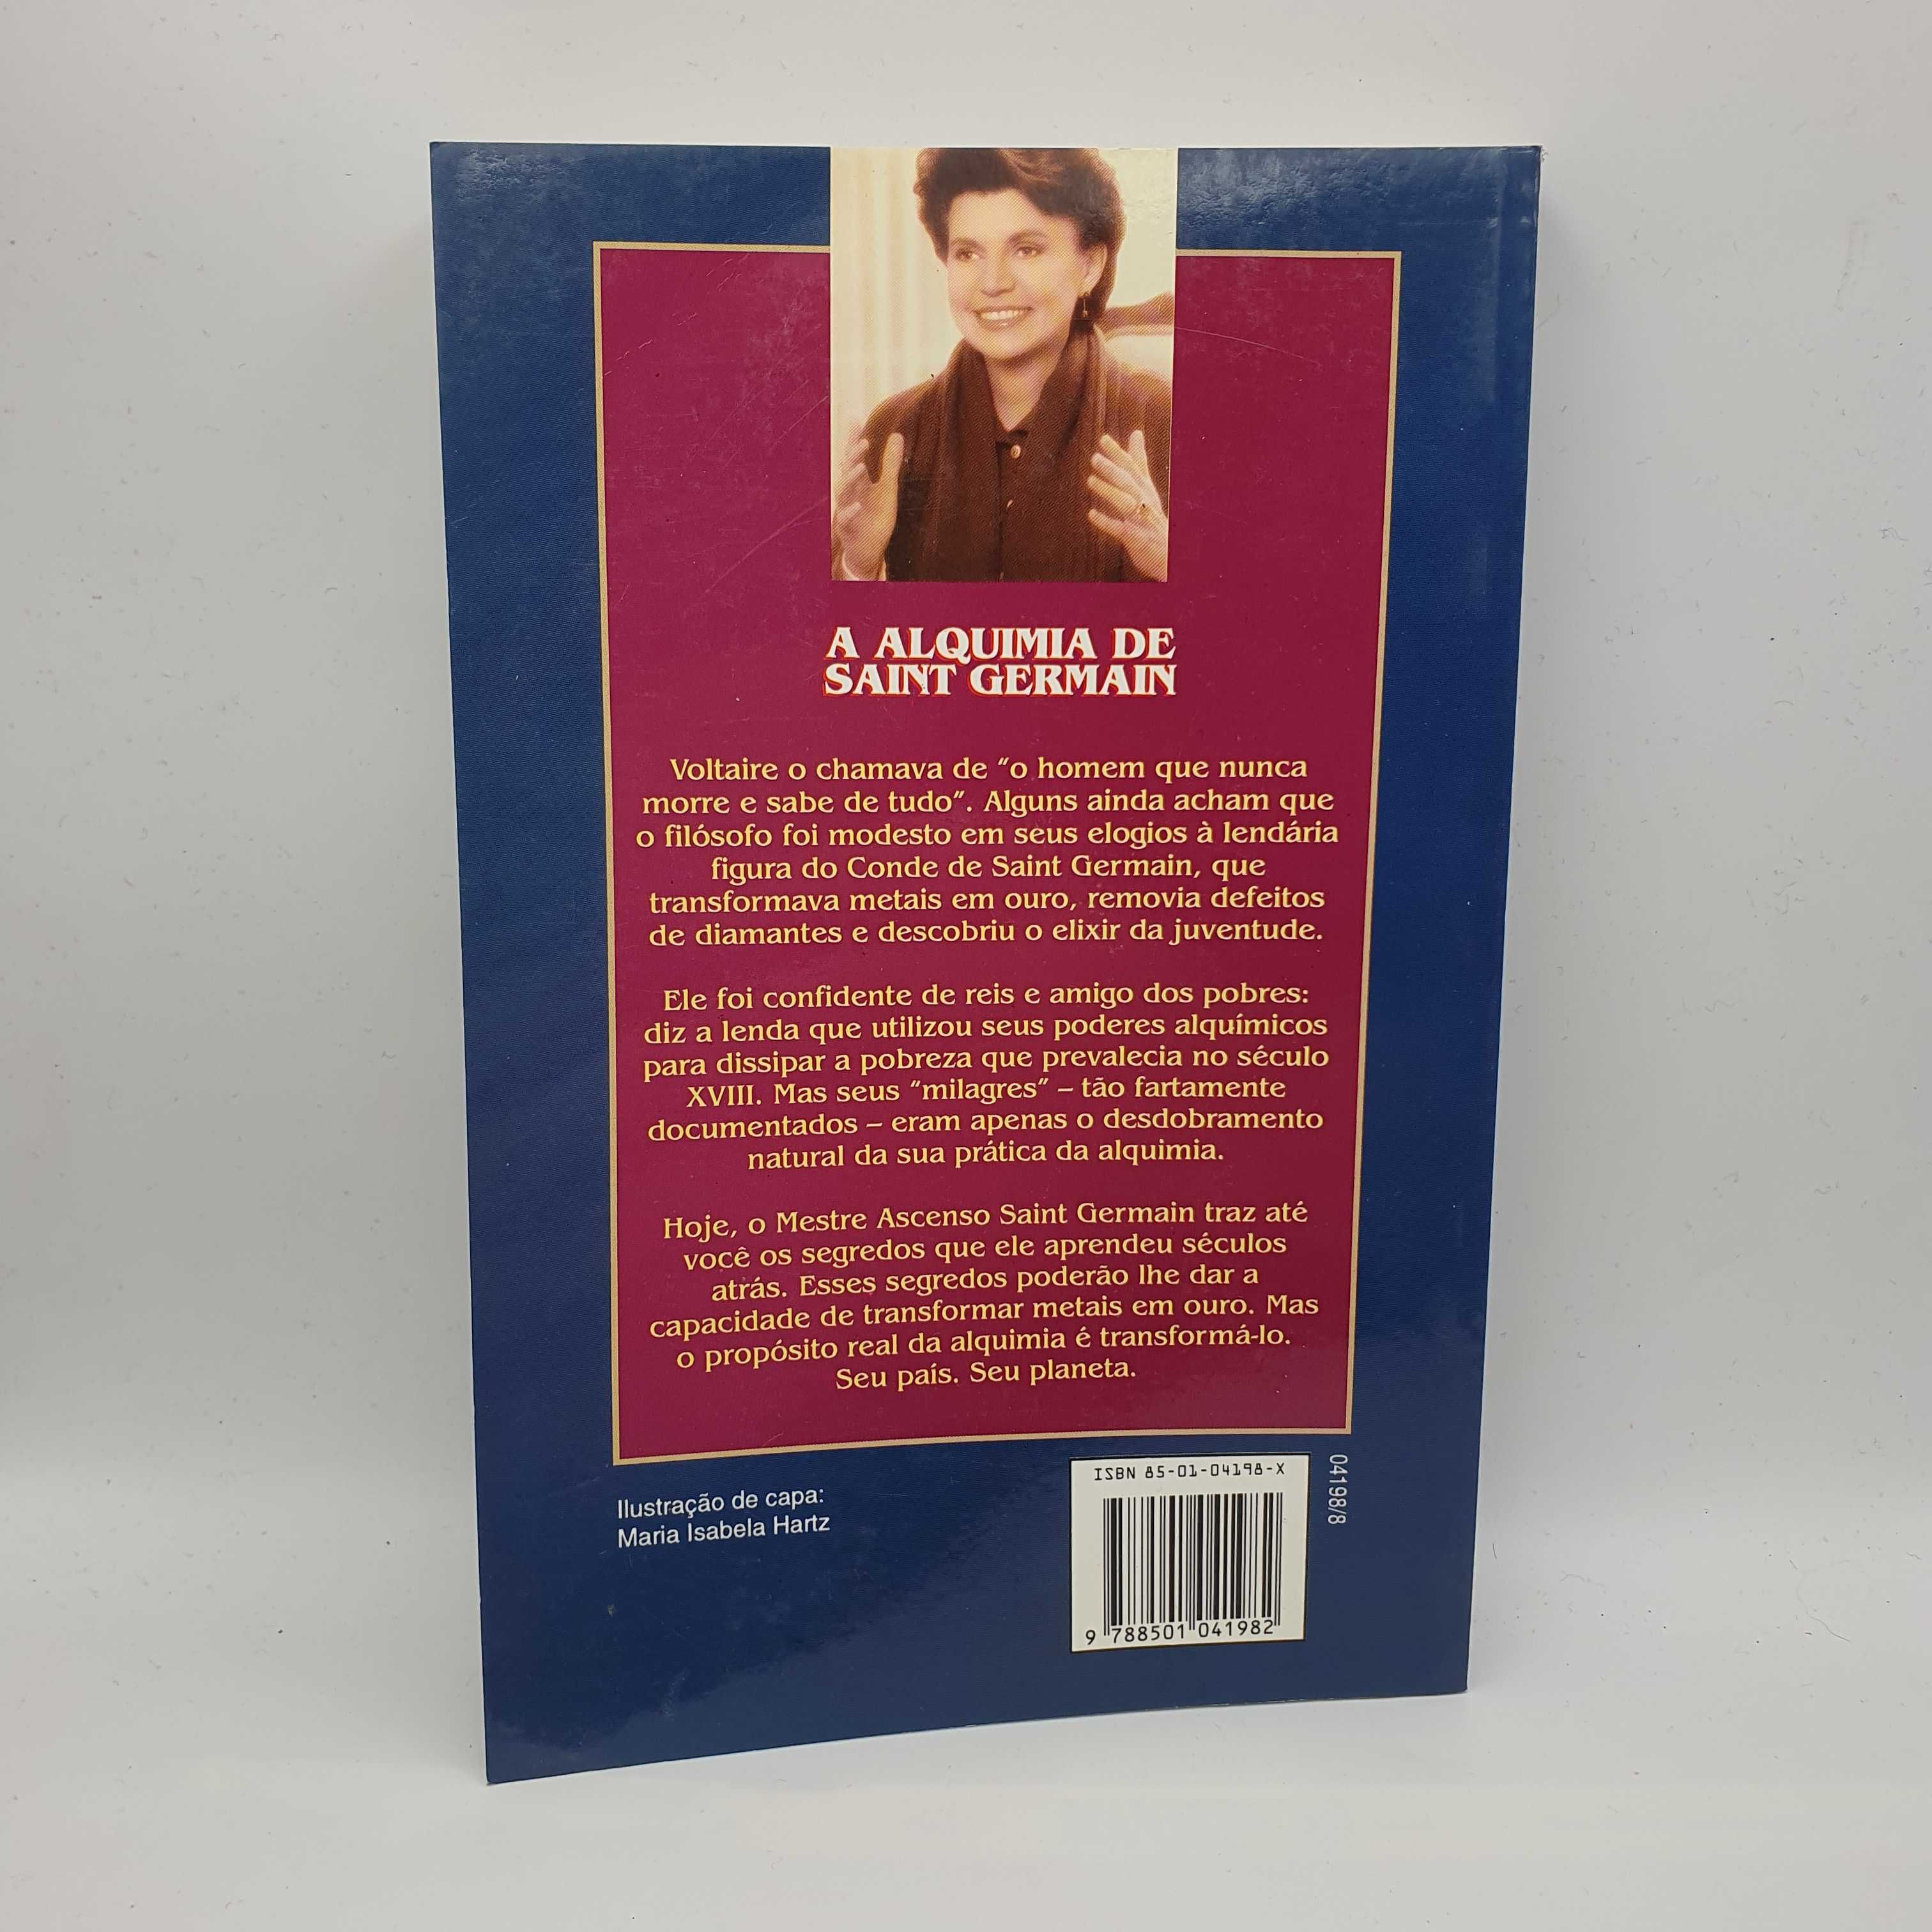 A ALQUIMIA DE
SAINT GERMAIN
Voltaire o chamava de "o homem que nunca
morre e sabe de tudo". Alguns ainda acham que
o filósofo foi modesto em seus elogios à lendária
figura do Conde de Saint Germain, que
transformava metais em ouro, removia defeitos
de diamantes e descobriu o elixir da juventude.
Ele foi confidente de reis e amigo dos pobres:
diz a lenda que utilizou seus poderes alquímicos
para dissipar a pobreza que prevalecia no século
XVIII. Mas seus "milagres" – tão fartamente
documentados – eram apenas o desdobramento
natural da sua prática da alquimia.
Hoje, o Mestre Ascenso Saint Germain traz até
você os segredos que ele aprendeu séculos
atrás. Esses segredos poderão lhe dar a
capacidade de transformar metais em ouro. Mas
o propósito real da alquimia é transformá-lo.
Seu país. Seu planeta.
Ilustração de capa:
Maria Isabela Hartz
ISBN 85-01-04198-X
9 788501 041982
04198/8